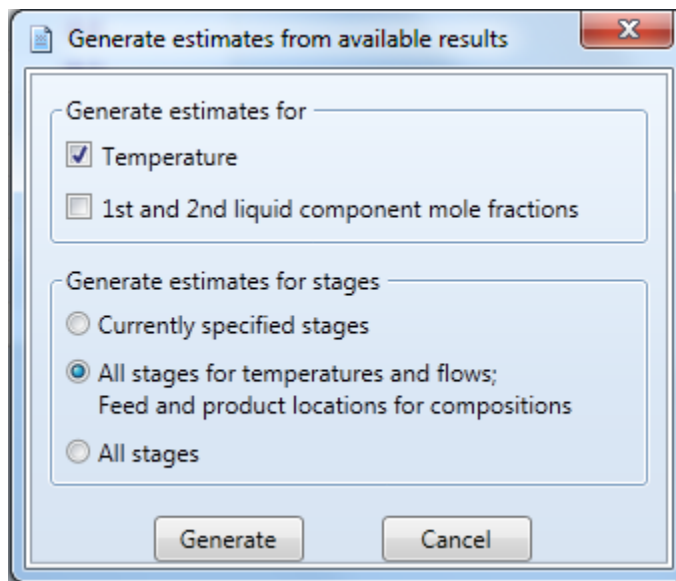 Generate estimates from available results
Generate estimates for
Temperature
1st and 2nd liquid component mole fractions
Generate estimates for stages
Currently specified stages
All stages for temperatures and flows;
Feed and product locations for compositions
All stages
Generate
Cancel